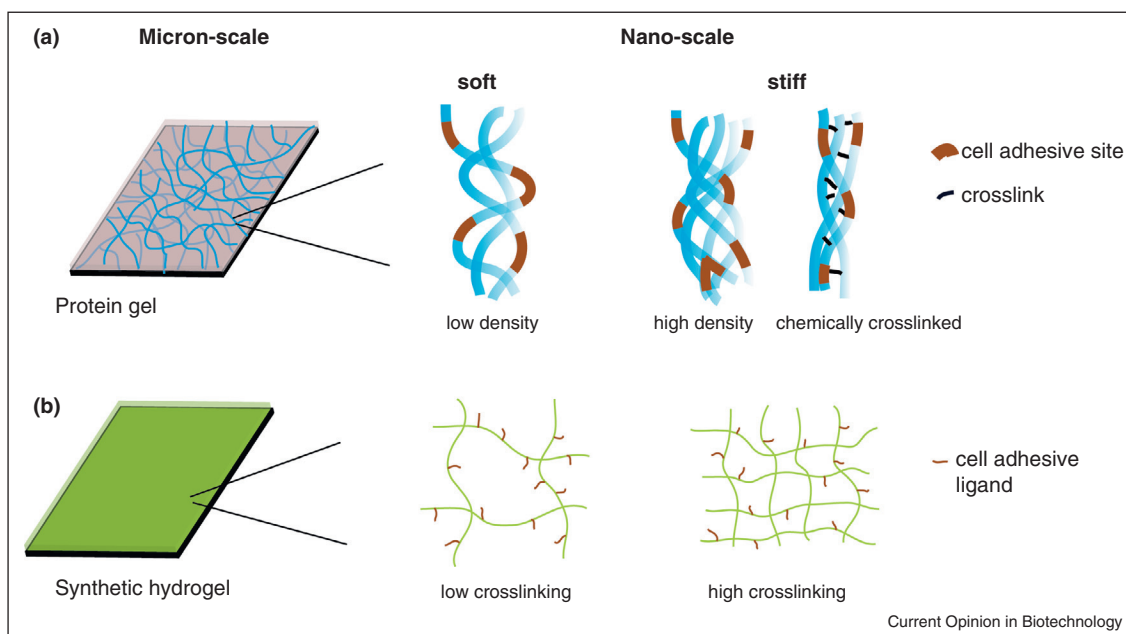 (a)
Micron-scale
Nano-scale
soft
stiff
cell adhesive site
crosslink
Protein gel
low density
high density
chemically crosslinked
(b)
cell adhesive
ligand
Synthetic hydrogel
low crosslinking
high crosslinking
Current Opinion in Biotechnology